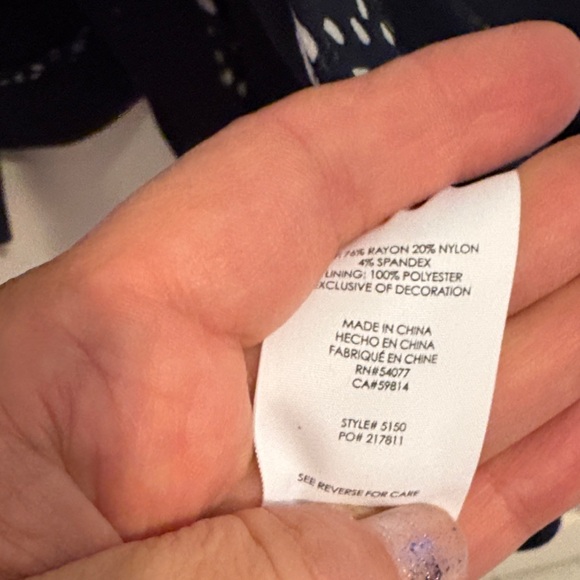 76% RAYON 20% NYLON
4% SPANDEX
LINING: 100% POLYESTER
EXCLUSIVE OF DECORATION
MADE IN CHINA
HECHO EN CHINA
FABRIQUÉ EN CHINE
RN#54077
CA#59814
STYLE# 5150
PO# 217811
SEE REVERSE FOR CARE